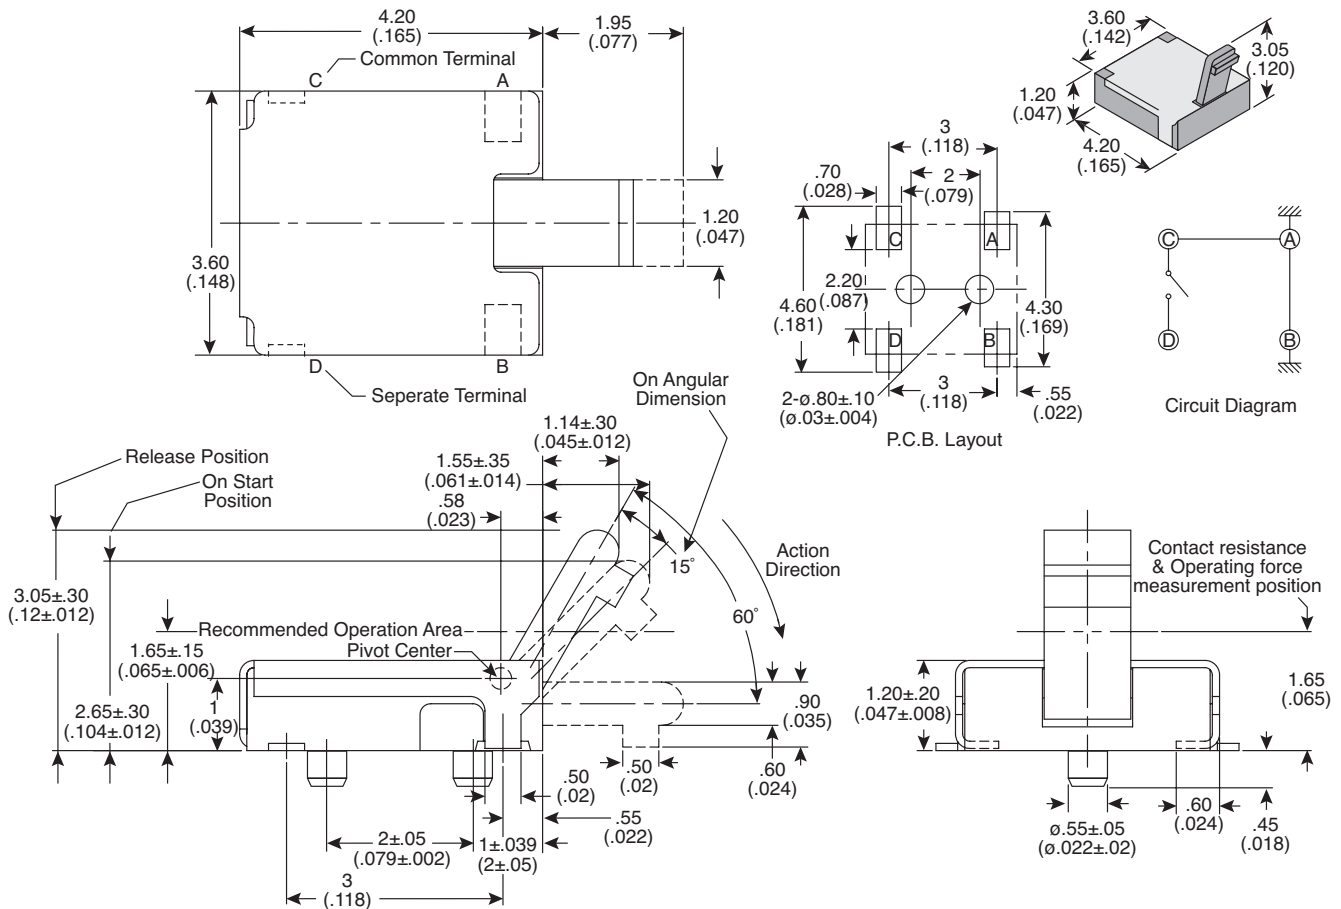 4.20
(.165)
1.95
(.077)
Common Terminal
C
A
3.60
(.148)
1.20
(.047)
D
B
Seperate Terminal
3.60
(.142)
3.05
(.120)
1.20
(.047)
4.20
(.165)
3
(.118)
.70
(.028)
2
(.079)
C
A
2.20
(.087)
4.60
(.181)
4.30
(.169)
D
B
2-ø.80±.10
(ø.03±.004)
3
(.118)
.55
(.022)
P.C.B. Layout
C
A
D
B
Circuit Diagram
On Angular
Dimension
1.14±.30
(.045±.012)
1.55±.35
(.061±.014)
.58
(.023)
Release Position
On Start
Position
15°
60°
Action
Direction
3.05±.30
(.12±.012)
Recommended Operation Area
Pivot Center
1.65±.15
(.065±.006)
2.65±.30
(.104±.012)
1
(.039)
.90
(.035)
.50
(.02)
.50
(.02)
.60
(.024)
.55
(.022)
2±.05
(.079±.002)
1±.039
(2±.05)
3
(.118)
Contact resistance
& Operating force
measurement position
1.20±.20
(.047±.008)
1.65
(.065)
ø.55±.05
(ø.022±.02)
.60
(.024)
.45
(.018)